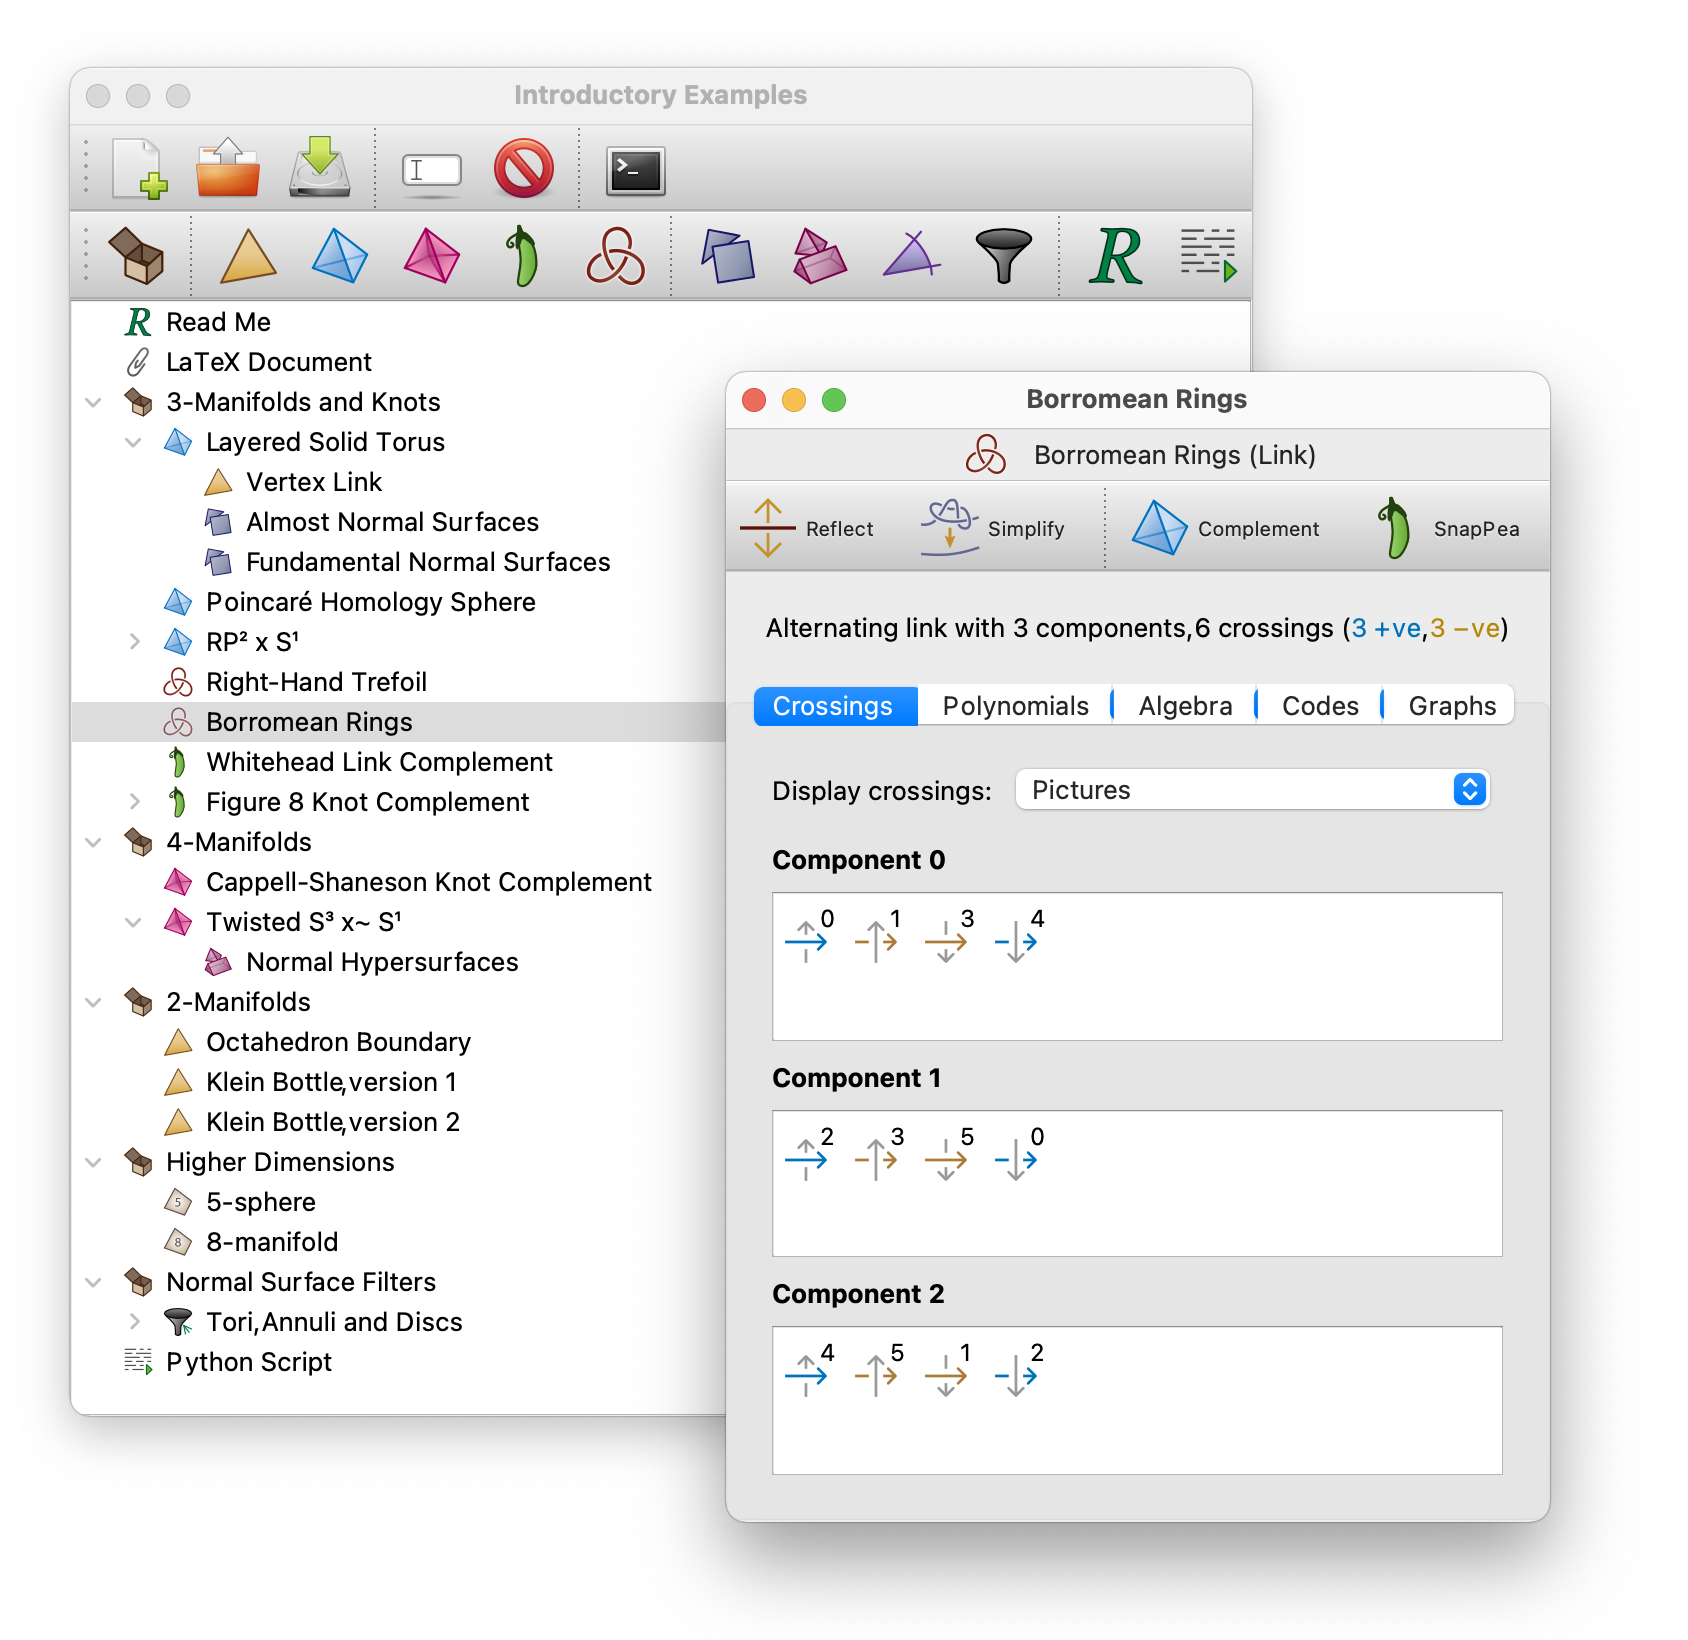 Introductory Examples
R
Read Me
LaTeX Document
3-Manifolds and Knots
Layered Solid Torus
Vertex Link
Almost Normal Surfaces
Fundamental Normal Surfaces
Poincaré Homology Sphere
RP² x S¹
Right-Hand Trefoil
Borromean Rings
Whitehead Link Complement
Figure 8 Knot Complement
4-Manifolds
Cappell-Shaneson Knot Complement
Twisted S³ x~ S¹
Normal Hypersurfaces
2-Manifolds
Octahedron Boundary
Klein Bottle, version 1
Klein Bottle, version 2
Higher Dimensions
5 5-sphere
8 8-manifold
Normal Surface Filters
Tori, Annuli and Discs
Python Script
Borromean Rings
Borromean Rings (Link)
Reflect Simplify Complement SnapPea
Alternating link with 3 components, 6 crossings (3 +ve, 3 −ve)
Crossings Polynomials Algebra Codes Graphs
Display crossings: Pictures
Component 0
0 1 3 4
Component 1
2 3 5 0
Component 2
4 5 1 2